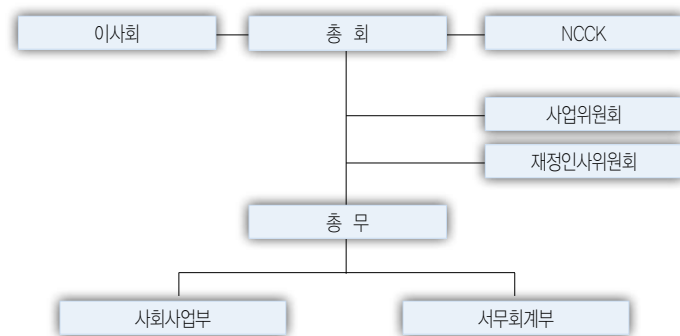 이사회
총 회
NCCK
사업위원회
재정인사위원회
총 무
사회사업부
서무회계부